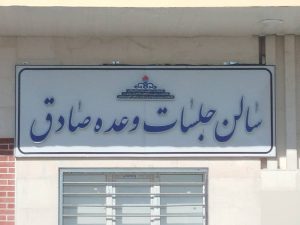 سالن جلسات وعده صادق